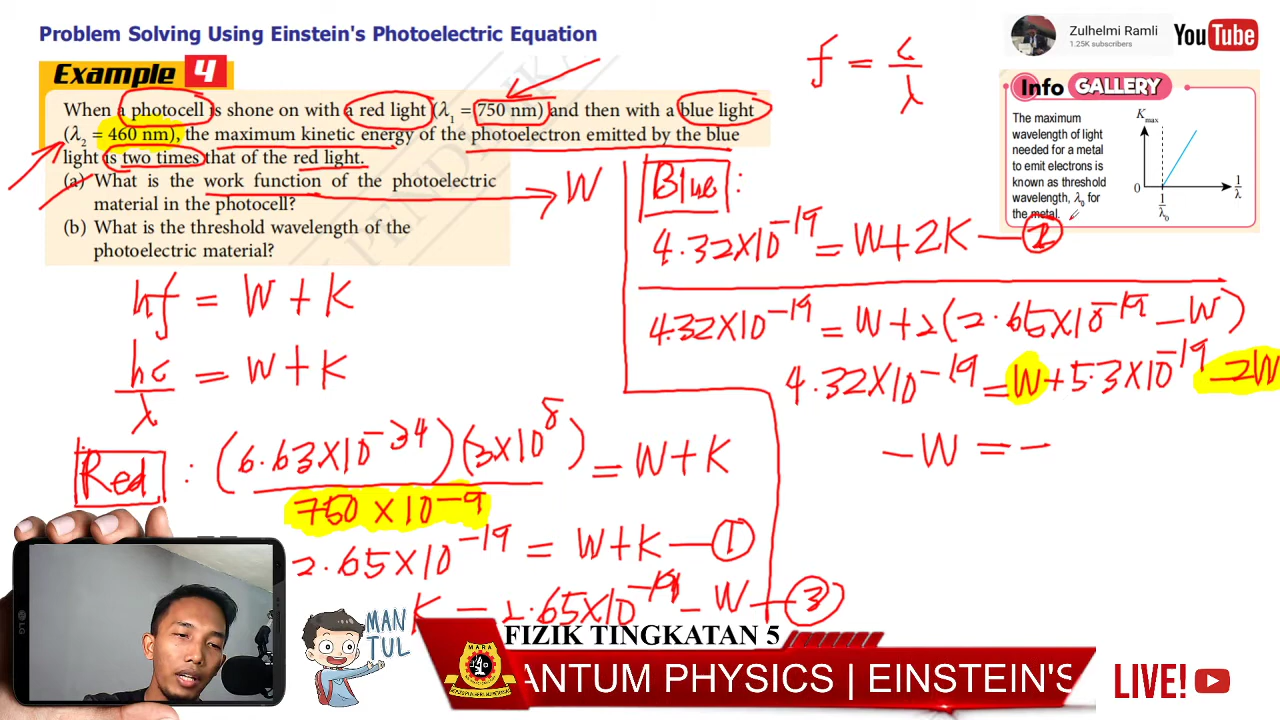 Problem Solving Using Einstein's Photoelectric Equation
Example 4
When a photocell is shone on with a red light (λ₁ = 750 nm) and then with a blue light
(λ₂ = 460 nm), the maximum kinetic energy of the photoelectron emitted by the blue
light is two times that of the red light.
(a) What is the work function of the photoelectric
material in the photocell?
(b) What is the threshold wavelength of the
photoelectric material?
W
f = c/λ
Zulhelmi Ramli
1.25K subscribers
YouTube
Info GALLERY
The maximum
wavelength of light
needed for a metal
to emit electrons is
known as threshold
wavelength, λ₀ for
the metal.
Kmax
0
1/λ₀
1/λ
hf = W + K
hc/λ = W + K
Red : (6.63×10⁻³⁴)(3×10⁸) / 750 × 10⁻⁹ = W + K
2.65×10⁻¹⁹ = W+K — ①
K = 2.65×10⁻¹⁹ - W — ③
Blue :
4.32×10⁻¹⁹ = W+2K — ②
4.32×10⁻¹⁹ = W+2(2.65×10⁻¹⁹ - W)
4.32×10⁻¹⁹ = W+5.3×10⁻¹⁹ - 2W
-W = -
LG
MAN
TUL
MARA
FIZIK TINGKATAN 5
ANTUM PHYSICS | EINSTEIN'S
LIVE!